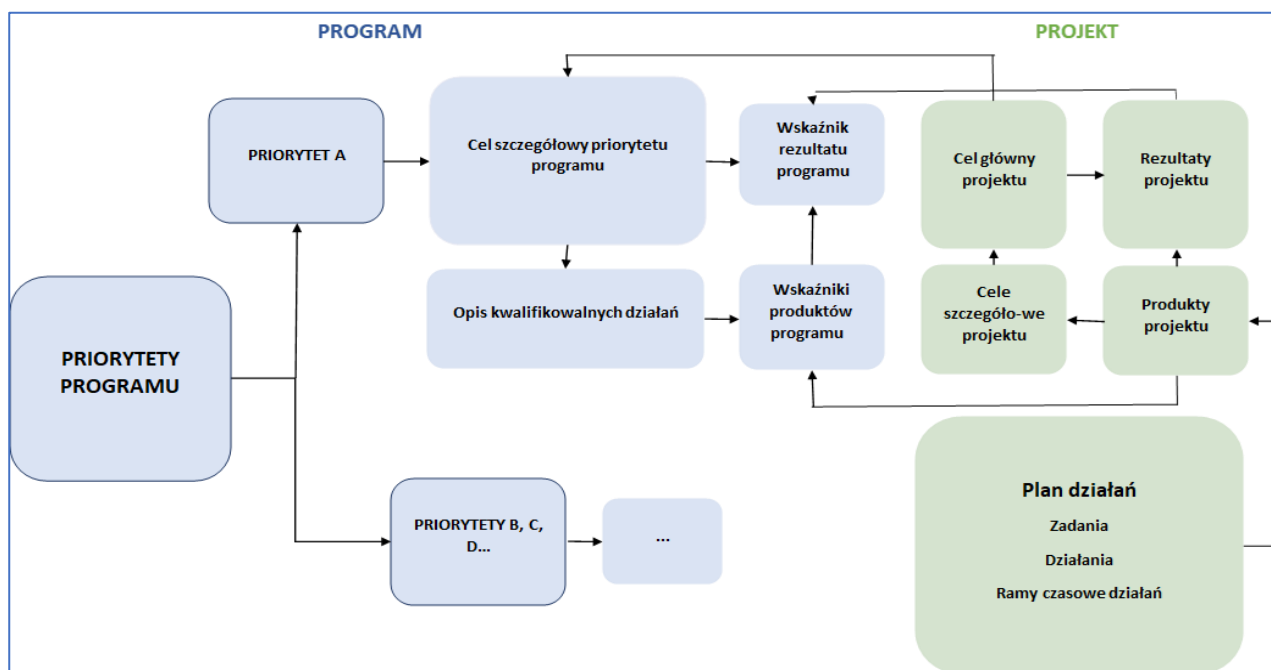 PROGRAM
PROJEKT
PRIORYTET A
Cel szczegółowy priorytetu
programu
Wskaźnik
rezultatu
programu
Cel główny
projektu
Rezultaty
projektu
PRIORYTETY
PROGRAMU
Opis kwalifikowalnych działań
Wskaźniki
produktów
programu
Cele
szczegóło-we
projektu
Produkty
projektu
PRIORYTETY B, C,
D...
...
Plan działań
Zadania
Działania
Ramy czasowe działań